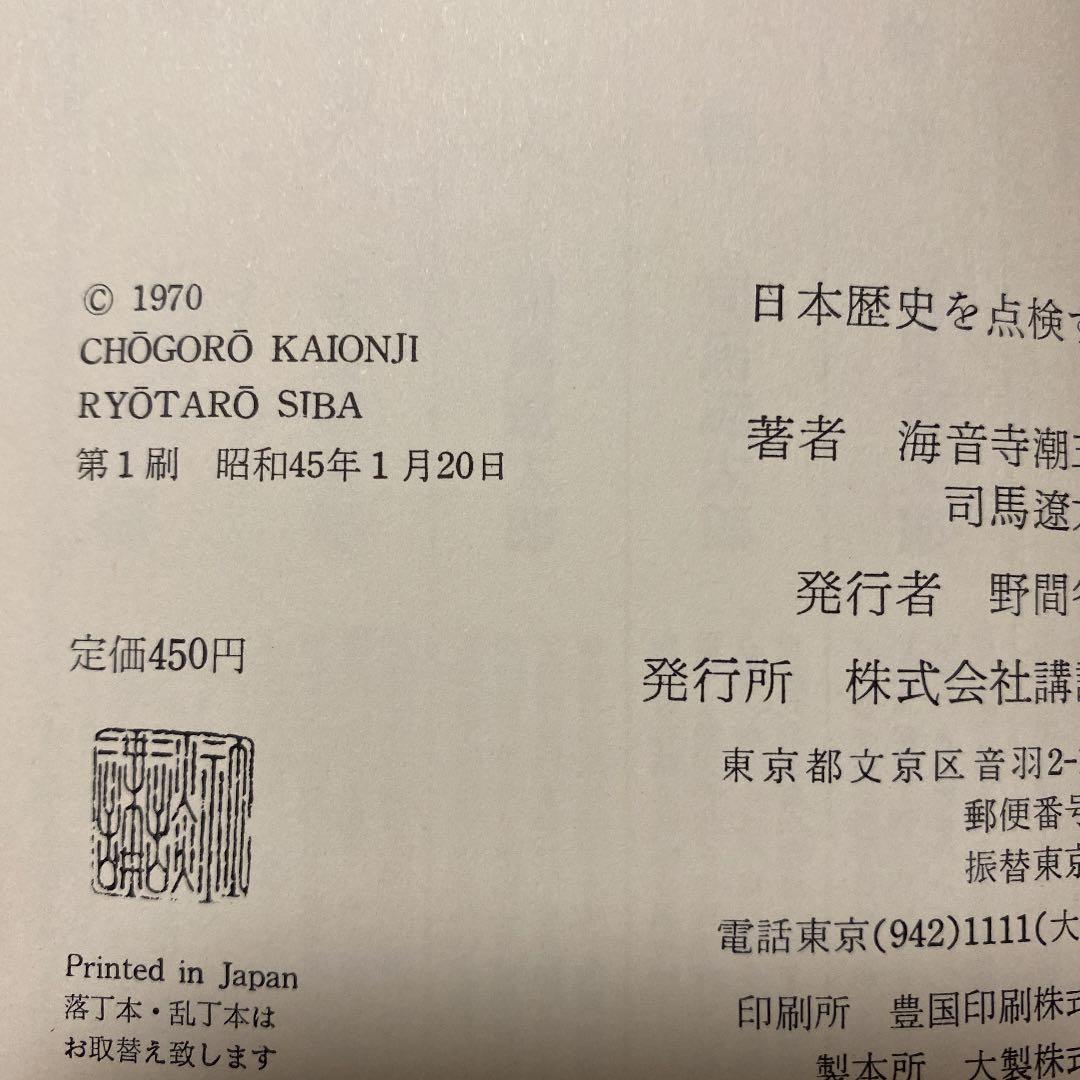 © 1970
CHŌGORŌ KAIONJI
RYŌTARŌ SIBA
第1刷 昭和45年1月20日
定価450円
Printed in Japan
落丁本・乱丁本は
お取替え致します
日本歴史を点検す
著者 海音寺潮
司馬遼
発行者 野間
発行所 株式会社講
東京都文京区音羽2-
郵便番号
振替東京
電話東京(942)1111(大
印刷所 豊国印刷株式
製本所 大製株式